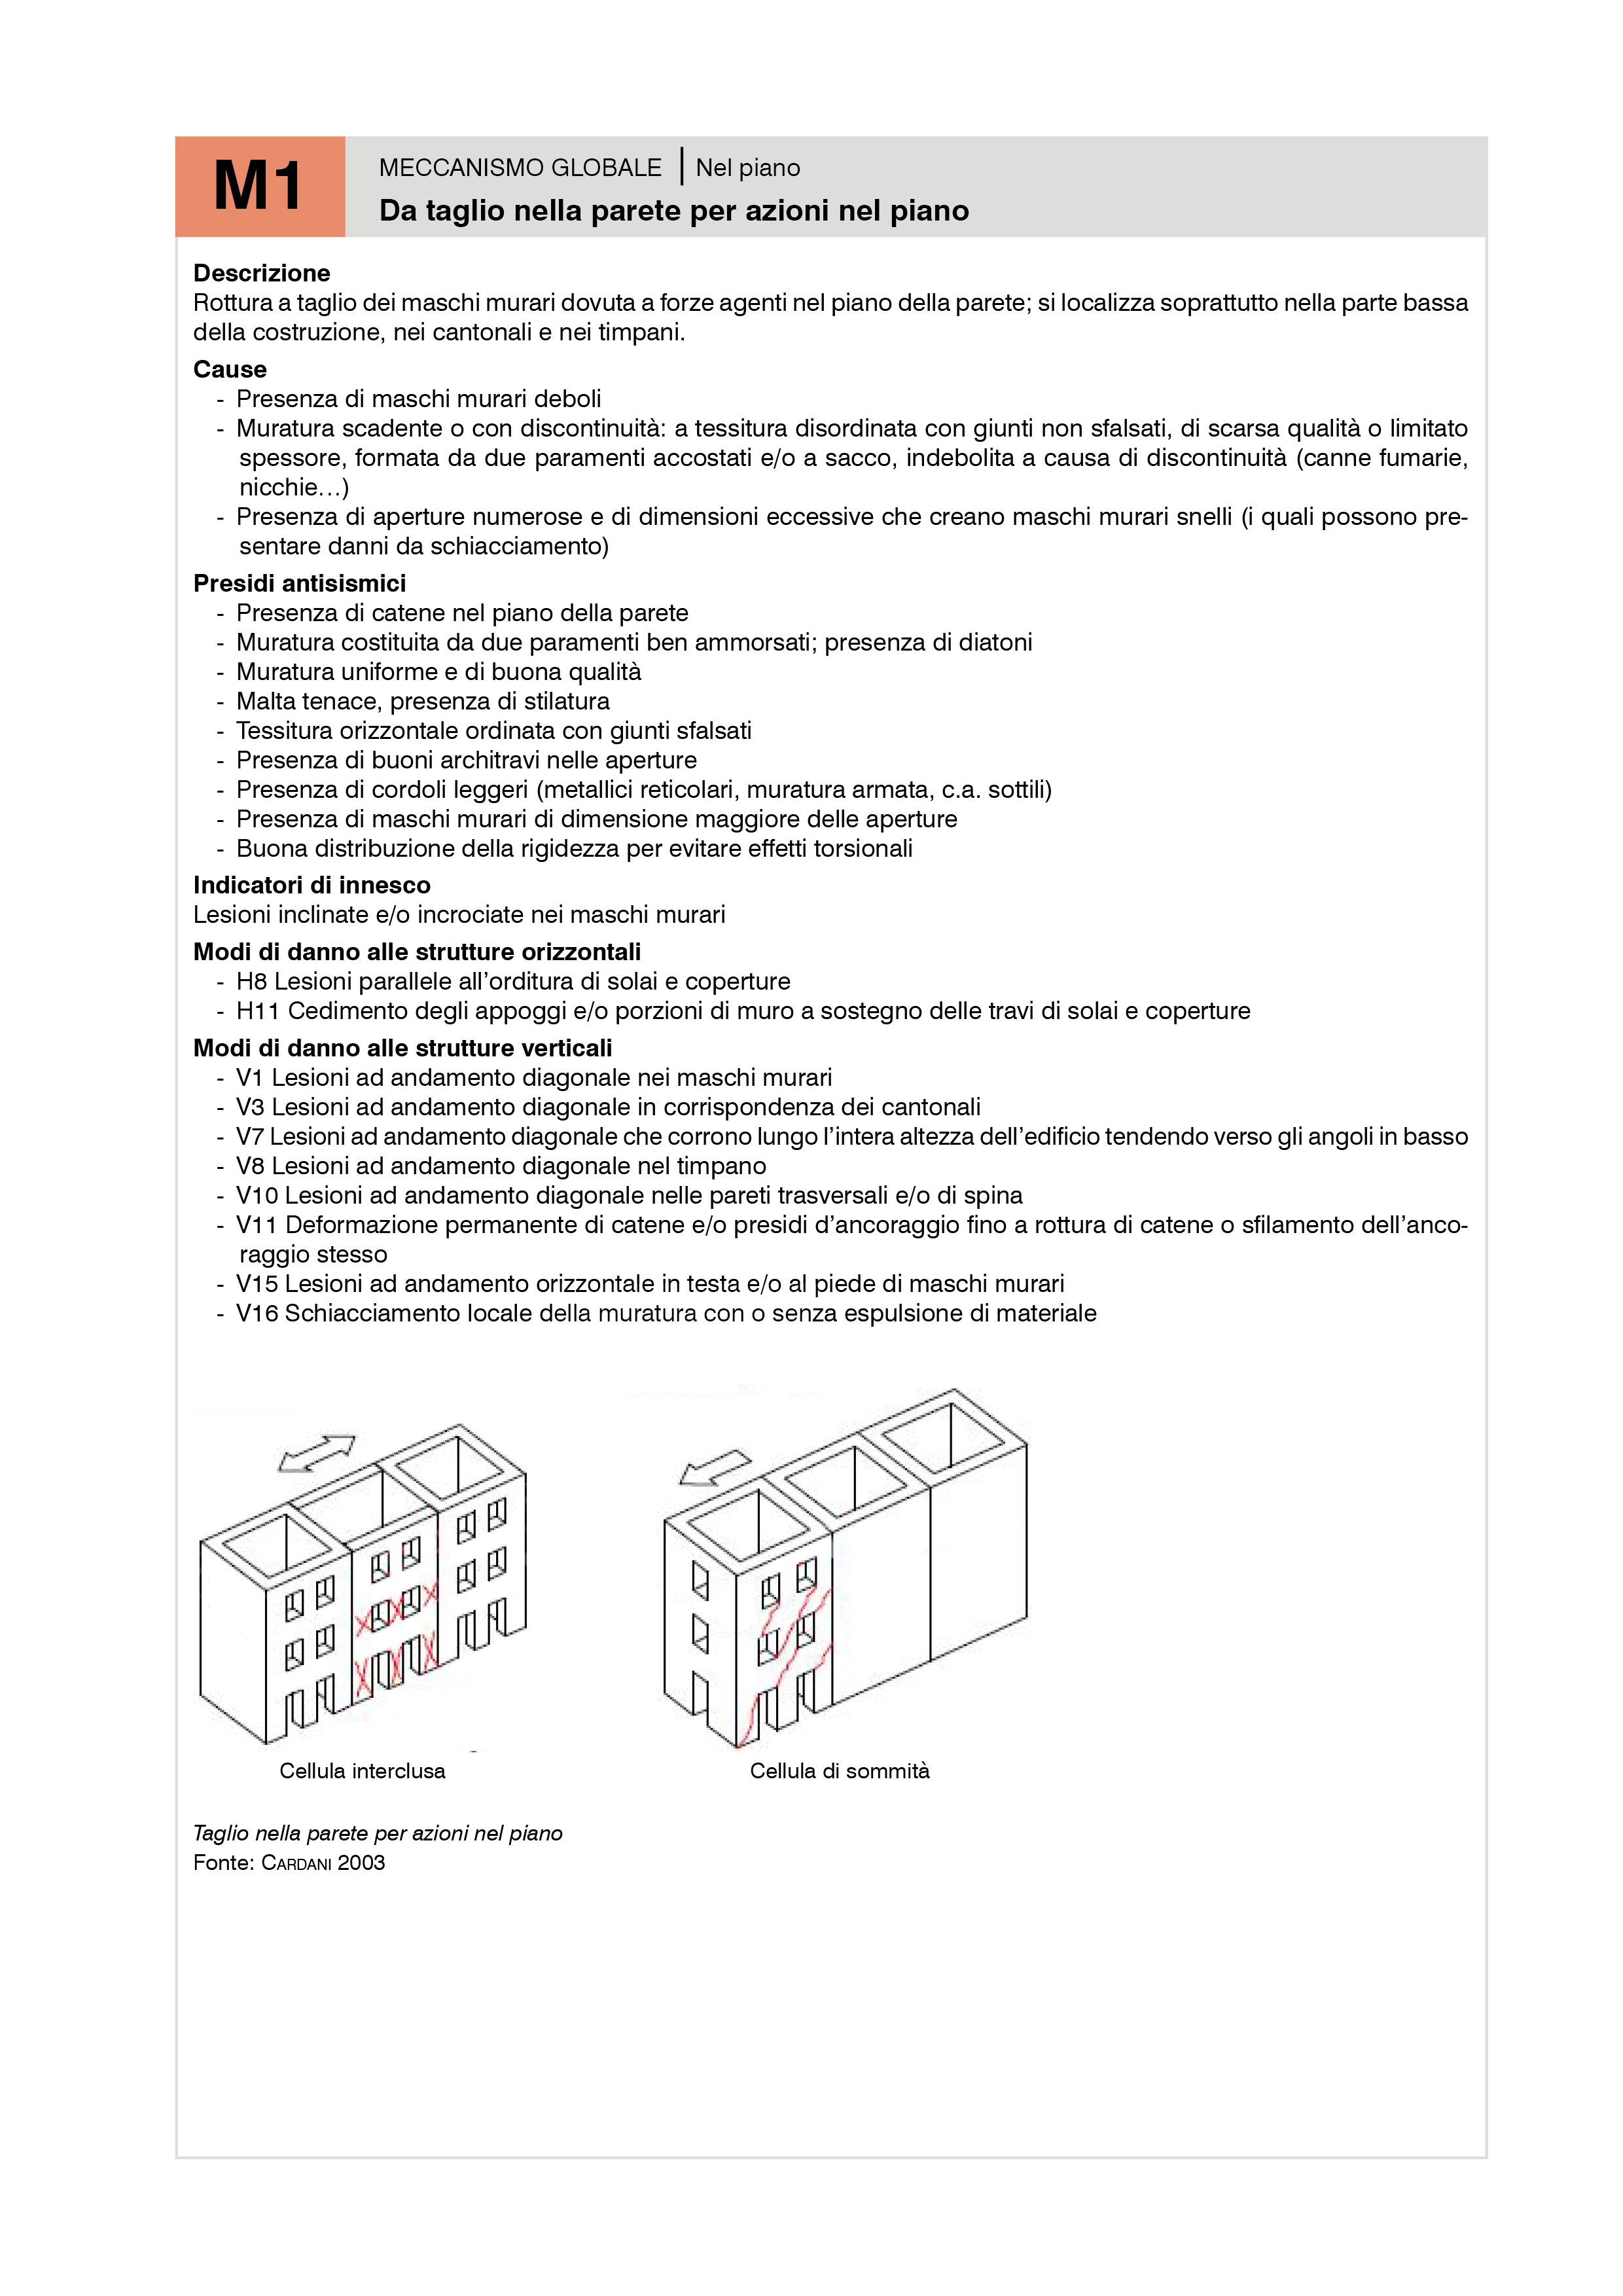 M1
MECCANISMO GLOBALE | Nel piano
Da taglio nella parete per azioni nel piano
Descrizione
Rottura a taglio dei maschi murari dovuta a forze agenti nel piano della parete; si localizza soprattutto nella parte bassa
della costruzione, nei cantonali e nei timpani.
Cause
- Presenza di maschi murari deboli
- Muratura scadente o con discontinuità: a tessitura disordinata con giunti non sfalsati, di scarsa qualità o limitato
spessore, formata da due paramenti accostati e/o a sacco, indebolita a causa di discontinuità (canne fumarie,
nicchie…)
- Presenza di aperture numerose e di dimensioni eccessive che creano maschi murari snelli (i quali possono pre-
sentare danni da schiacciamento)
Presidi antisismici
- Presenza di catene nel piano della parete
- Muratura costituita da due paramenti ben ammorsati; presenza di diatoni
- Muratura uniforme e di buona qualità
- Malta tenace, presenza di stilatura
- Tessitura orizzontale ordinata con giunti sfalsati
- Presenza di buoni architravi nelle aperture
- Presenza di cordoli leggeri (metallici reticolari, muratura armata, c.a. sottili)
- Presenza di maschi murari di dimensione maggiore delle aperture
- Buona distribuzione della rigidezza per evitare effetti torsionali
Indicatori di innesco
Lesioni inclinate e/o incrociate nei maschi murari
Modi di danno alle strutture orizzontali
- H8 Lesioni parallele all’orditura di solai e coperture
- H11 Cedimento degli appoggi e/o porzioni di muro a sostegno delle travi di solai e coperture
Modi di danno alle strutture verticali
- V1 Lesioni ad andamento diagonale nei maschi murari
- V3 Lesioni ad andamento diagonale in corrispondenza dei cantonali
- V7 Lesioni ad andamento diagonale che corrono lungo l’intera altezza dell’edificio tendendo verso gli angoli in basso
- V8 Lesioni ad andamento diagonale nel timpano
- V10 Lesioni ad andamento diagonale nelle pareti trasversali e/o di spina
- V11 Deformazione permanente di catene e/o presidi d’ancoraggio fino a rottura di catene o sfilamento dell’anco-
raggio stesso
- V15 Lesioni ad andamento orizzontale in testa e/o al piede di maschi murari
- V16 Schiacciamento locale della muratura con o senza espulsione di materiale
Cellula interclusa
Cellula di sommità
Taglio nella parete per azioni nel piano
Fonte: CARDANI 2003